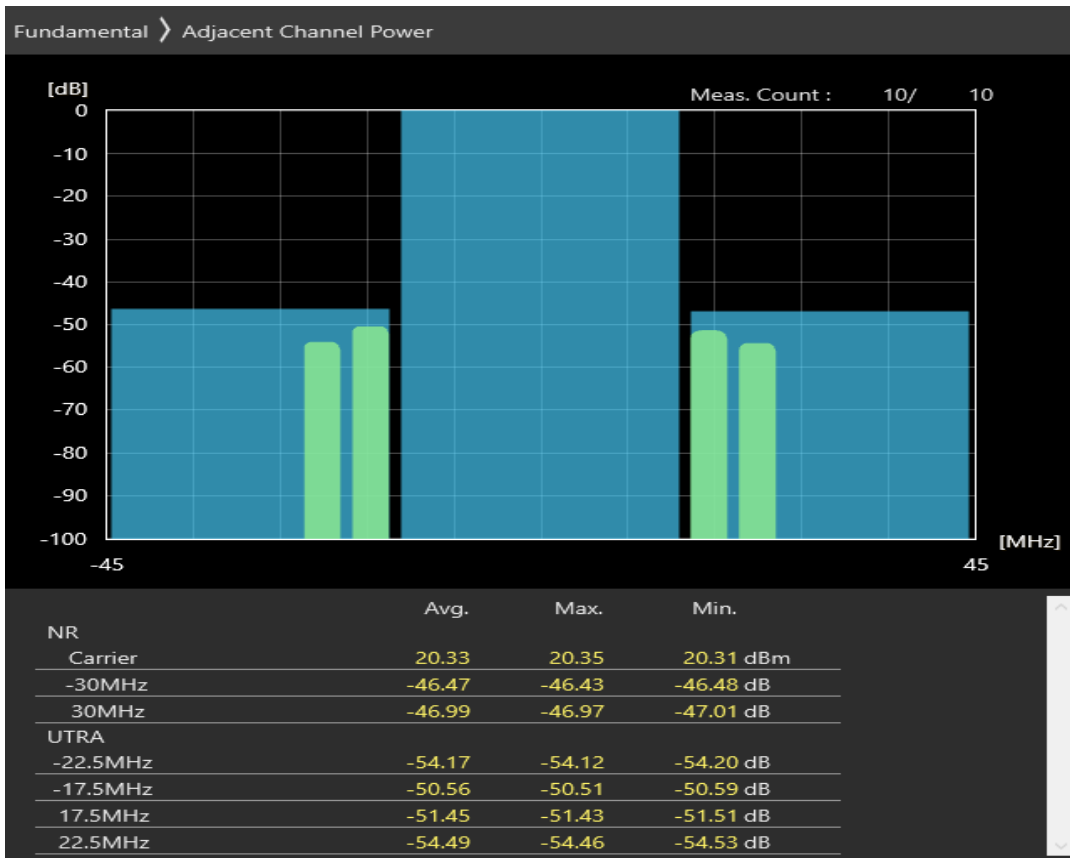 Fundamental 〉 Adjacent Channel Power
[dB]
Meas. Count : 10/ 10
0
-10
-20
-30
-40
-50
-60
-70
-80
-90
-100
[MHz]
-45 45
Avg. Max. Min.
NR
Carrier 20.33 20.35 20.31 dBm
-30MHz -46.47 -46.43 -46.48 dB
30MHz -46.99 -46.97 -47.01 dB
UTRA
-22.5MHz -54.17 -54.12 -54.20 dB
-17.5MHz -50.56 -50.51 -50.59 dB
17.5MHz -51.45 -51.43 -51.51 dB
22.5MHz -54.49 -54.46 -54.53 dB